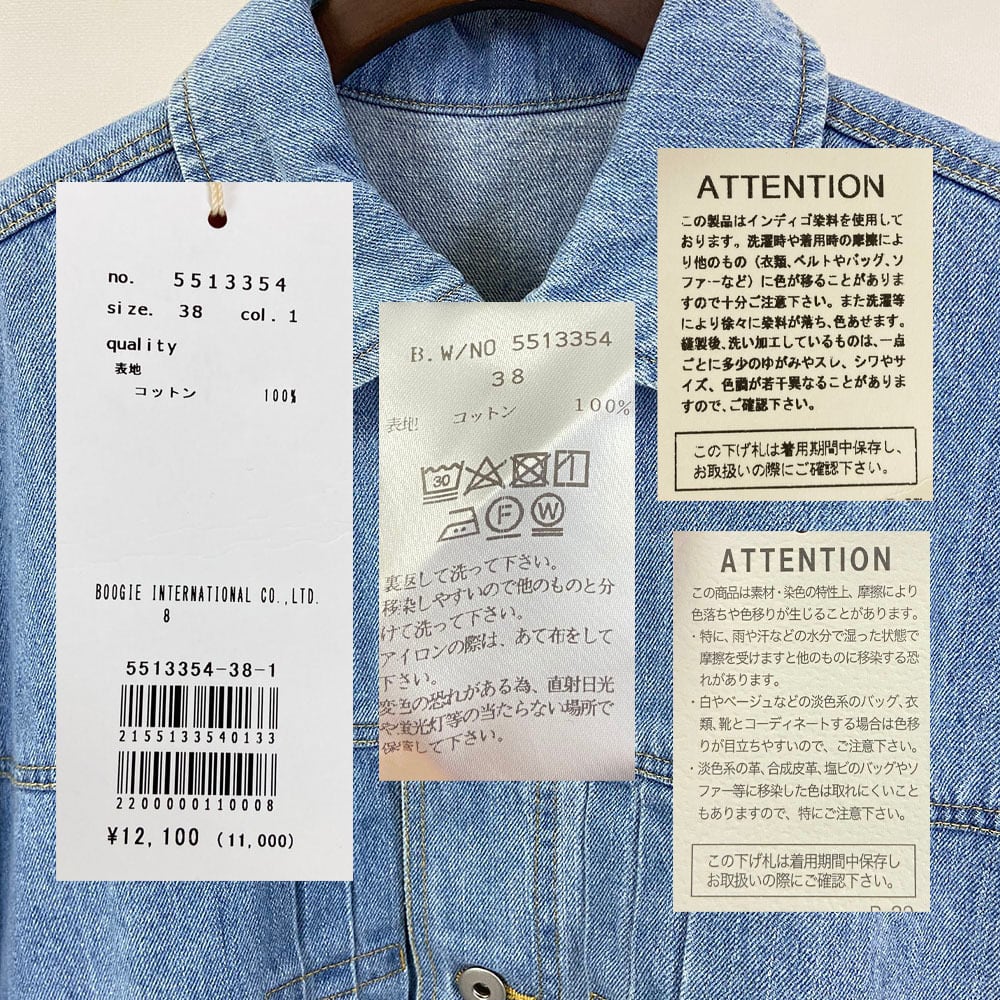 no. 5513354
size. 38 col. 1
quality
表地
コットン 100%
BOOGIE INTERNATIONAL CO.,LTD.
8
5513354-38-1
2155133540133
2200000110008
¥12,100 (11,000)
B.W/NO 5513354
38
表地 コットン 100%
30
F W
裏返して洗って下さい。
移染しやすいので他のものと分
けて洗って下さい。
アイロンの際は、あて布をして
下さい。
変色の恐れがある為、直射日光
や蛍光灯等の当たらない場所で
保管して下さい。
ATTENTION
この製品はインディゴ染料を使用して
おります。洗濯時や着用時の摩擦によ
り他のもの（衣類、ベルトやバッグ、ソ
ファーなど）に色が移ることがありま
すので十分ご注意下さい。また洗濯等
により徐々に染料が落ち、色あせます。
縫製後、洗い加工しているものは、一点
ごとに多少のゆがみやスレ、シワやサ
イズ、色調が若干異なることがありま
すので、ご確認下さい。
この下げ札は着用期間中保存し、
お取扱いの際にご確認下さい。
ATTENTION
この商品は素材・染色の特性上、摩擦により
色落ちや色移りが生じることがあります。
・特に、雨や汗などの水分で湿った状態で
摩擦を受けますと他のものに移染する恐
れがあります。
・白やベージュなどの淡色系のバッグ、衣
類、靴とコーディネートする場合は色移
りが目立ちやすいので、ご注意下さい。
・淡色系の革、合成皮革、塩ビのバッグやソ
ファー等に移染した色は取れにくいこと
もありますので、特にご注意下さい。
この下げ札は着用期間中保存し
お取扱いの際にご確認下さい。